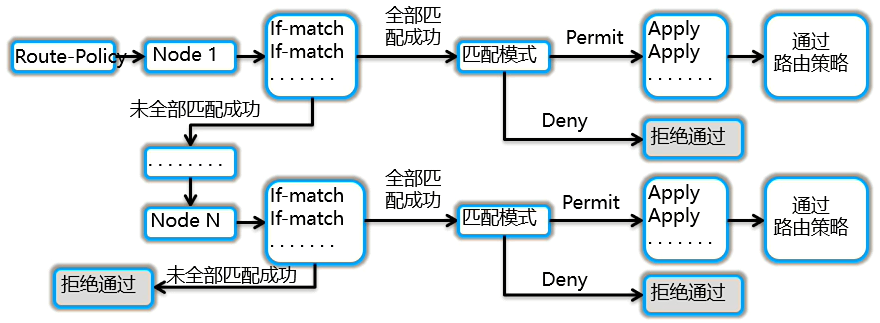 Route-Policy
Node 1
If-match
If-match
.......
全部匹
配成功
匹配模式
Permit
Apply
Apply
.......
通过
路由策略
Deny
拒绝通过
未全部匹配成功
........
Node N
If-match
If-match
.......
全部匹
配成功
匹配模式
Permit
Apply
Apply
.......
通过
路由策略
Deny
拒绝通过
未全部匹配成功
拒绝通过